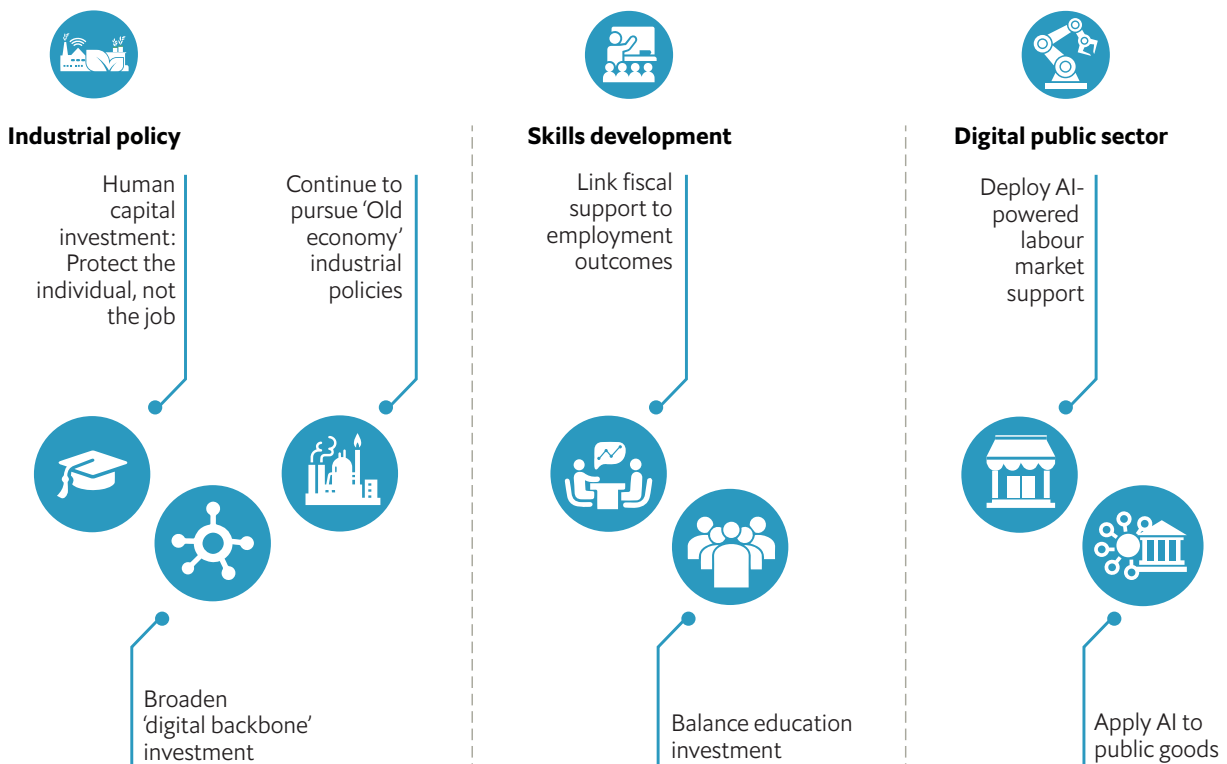 Industrial policy
Human
capital
investment:
Protect the
individual, not
the job
Continue to
pursue ‘Old
economy’
industrial
policies
Broaden
‘digital backbone’
investment
Skills development
Link fiscal
support to
employment
outcomes
Balance education
investment
Digital public sector
Deploy AI-
powered
labour
market
support
Apply AI to
public goods